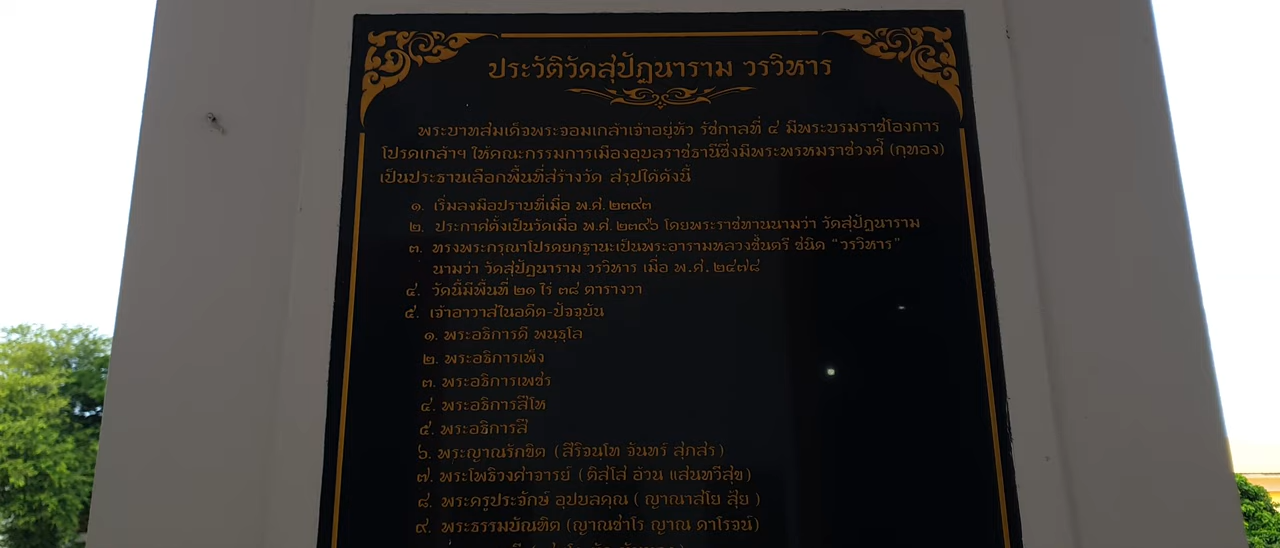 ประวัติวัดสุปัฏนาราม วรวิหาร
พระบาทสมเด็จพระจอมเกล้าเจ้าอยู่หัว รัชกาลที่ ๔ มีพระบรมราชโองการ
โปรดเกล้าฯ ให้คณะกรรมการเมืองอุบลราชธานีซึ่งมีพระพรหมราชวงศ์ (กุทอง)
เป็นประธานเลือกพื้นที่สร้างวัด สรุปได้ดังนี้
๑. เริ่มลงมือปราบที่เมื่อ พ.ศ. ๒๓๙๓
๒. ประกาศตั้งเป็นวัดเมื่อ พ.ศ. ๒๓๙๖ โดยพระราชทานนามว่า วัดสุปัฏนาราม
๓. ทรงพระกรุณาโปรดยกฐานะเป็นพระอารามหลวงชั้นตรี ชนิด "วรวิหาร"
นามว่า วัดสุปัฏนาราม วรวิหาร เมื่อ พ.ศ. ๒๔๗๘
๔. วัดนี้มีพื้นที่ ๒๑ ไร่ ๓๘ ตารางวา
๕. เจ้าอาวาสในอดีต-ปัจจุบัน
๑. พระอธิการดี พนฺธุโล
๒. พระอธิการเพ็ง
๓. พระอธิการเพชร
๔. พระอธิการสีโห
๕. พระอธิการสี
๖. พระญาณรักขิต (สิริจนฺโท จันทร์ สุภสร)
๗. พระโพธิวงศาจารย์ (ติสฺโส อ้วน แสนทวีสุข)
๘. พระครูประจักษ์ อุบบลคุณ ( ญาณาสโย สุ้ย )
๙. พระธรรมบัณฑิต (ญาณชาโร ญาณ ดาโรจน์)